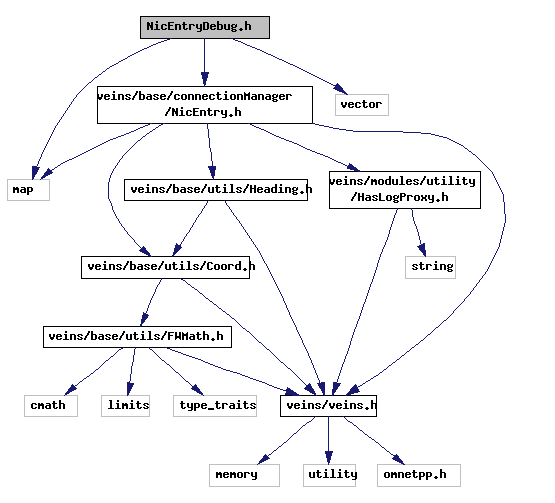 NicEntryDebug.h
veins/base/connectionManager
/NicEntry.h
vector
map
veins/base/utils/Heading.h
veins/modules/utility
/HasLogProxy.h
veins/base/utils/Coord.h
string
veins/base/utils/FWMath.h
cmath
limits
type_traits
veins/veins.h
memory
utility
omnetpp.h